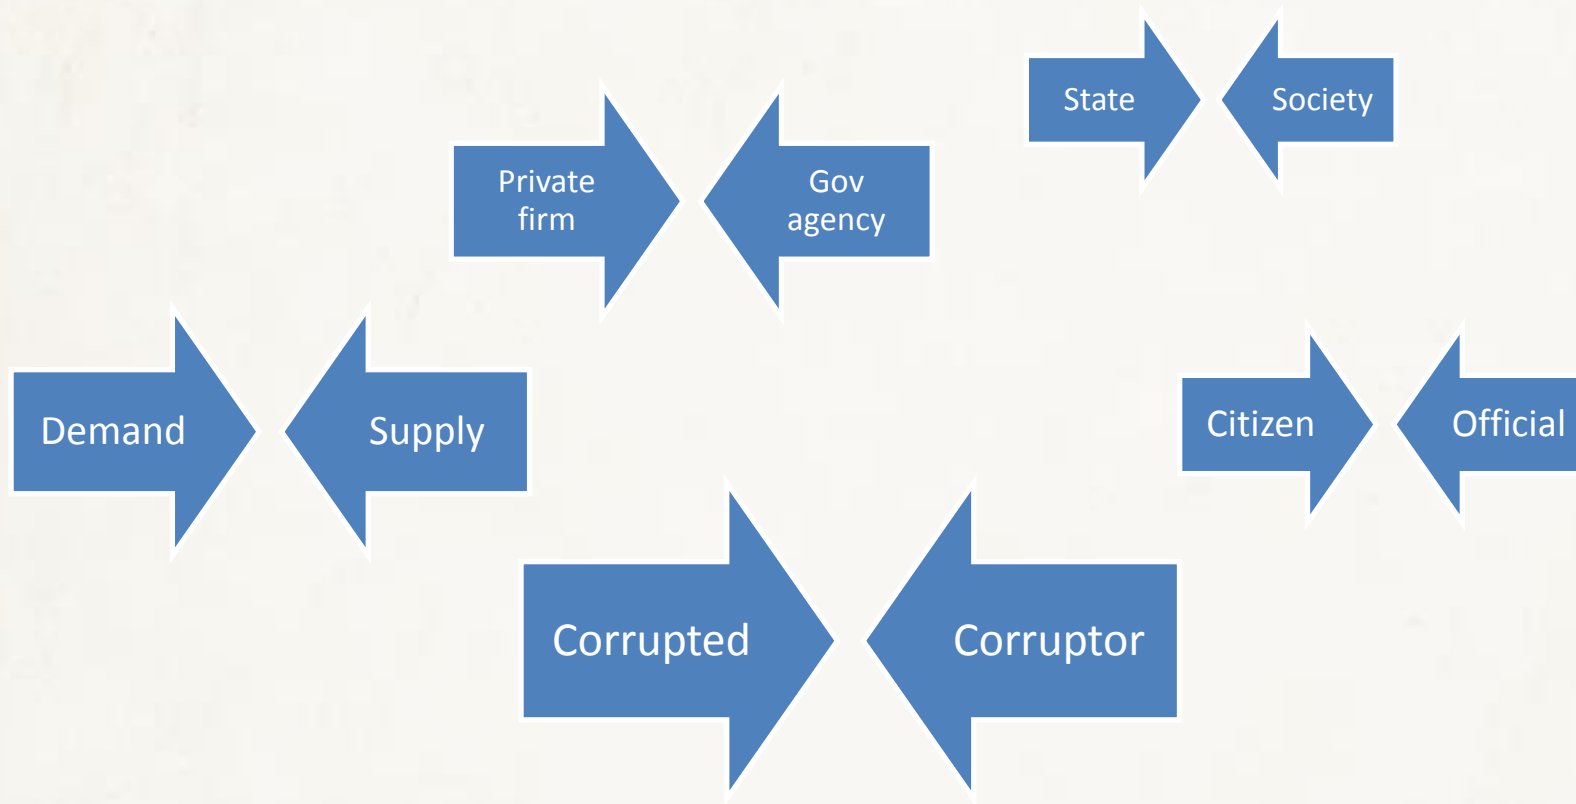 State
Society
Private
firm
Gov
agency
Demand
Supply
Citizen
Official
Corrupted
Corruptor